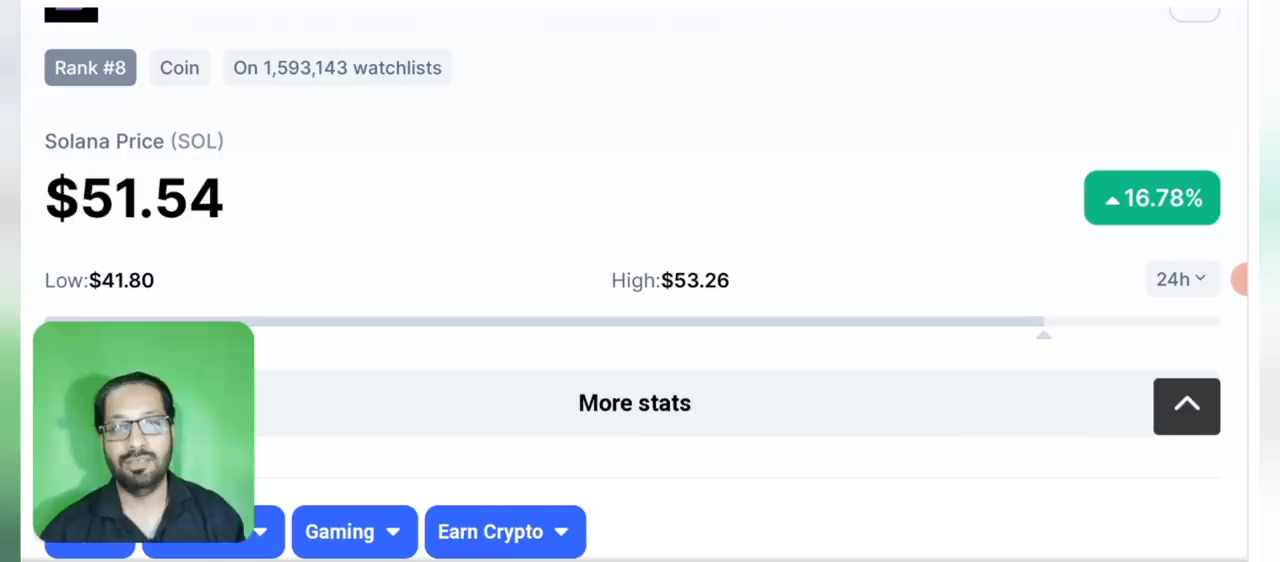 Rank #8 Coin On 1,593,143 watchlists
Solana Price (SOL)
$51.54 16.78%
Low:$41.80 High:$53.26 24h
More stats
Gaming Earn Crypto